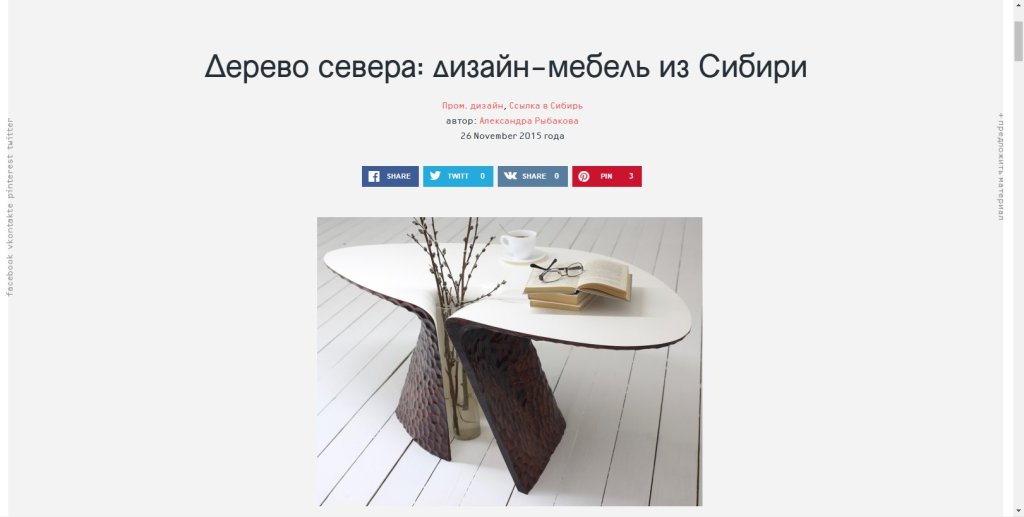 Дерево севера: дизайн-мебель из Сибири
Пром. дизайн, Ссылка в Сибирь
автор: Александра Рыбакова
26 November 2015 года
SHARE
TWITT 0
SHARE 0
PIN 3
facebook vkontakte pinterest twitter
+ предложить материал